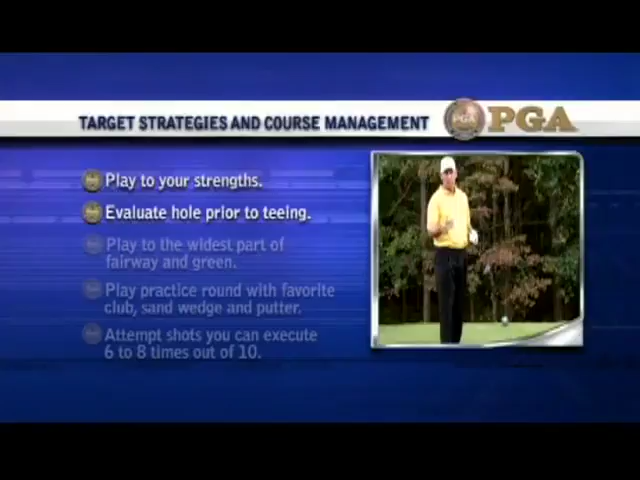 TARGET STRATEGIES AND COURSE MANAGEMENT PGA
Play to your strengths.
Evaluate hole prior to teeing.
Play to the widest part of
fairway and green.
Play practice round with favorite
club, sand wedge and putter.
Attempt shots you can execute
6 to 8 times out of 10.